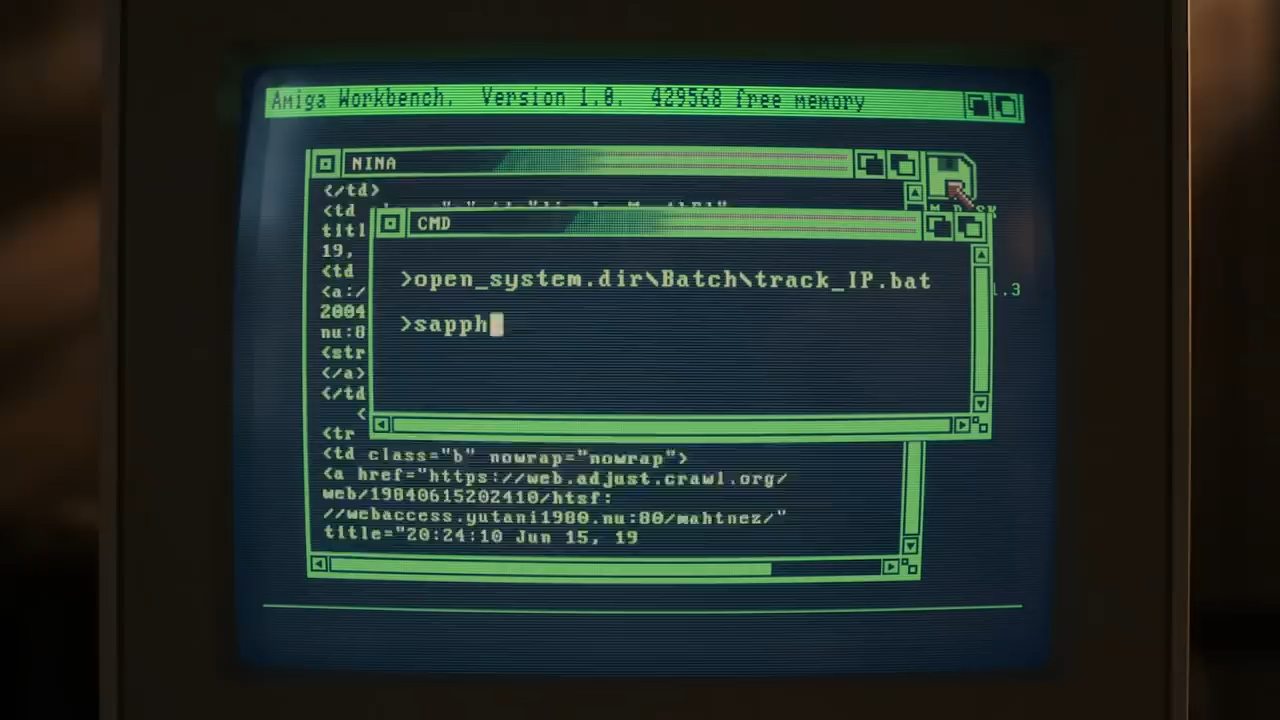 Amiga Workbench. Version 1.0. 429568 free memory
NINA
</td>
<td
titl
19,
<td
<a:/
2004
nu:8
<str
</a>
</td
<
<tr
CMD
>open_system.dir\Batch\track_IP.bat
>sapph
1.3
<td class="b" nowrap="nowrap">
<a href="https://web.adjust.crawl.org/
web/19840615202410/htsf:
//webaccess.yutani1980.nu:80/mahtnez/"
title="20:24:10 Jun 15, 19